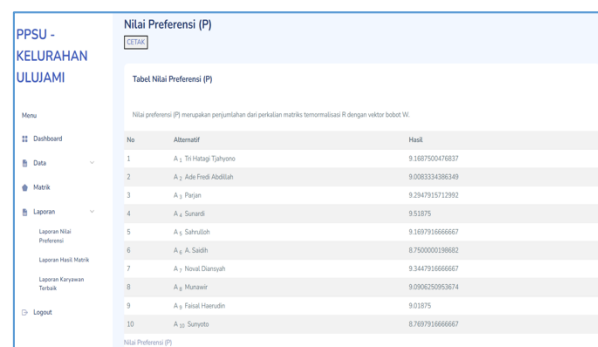 PPSU -
KELURAHAN
ULUJAMI
Menu
Dashboard
Data
Matrik
Laporan
Laporan Nilai
Preferensi
Laporan Hasil Matrik
Laporan Karyawan
Terbaik
Logout
Nilai Preferensi (P)
CETAK
Tabel Nilai Preferensi (P)
Nilai preferensi (P) merupakan penjumlahan dari perkalian matriks ternormalisasi R dengan vektor bobot W.
No Alternatif Hasil
1 A 1 Tri Hatagi Tjahyono 9.1697500476837
2 A 2 Ade Fredi Abdillah 9.0083334386349
3 A 3 Parjan 9.2947915712992
4 A 4 Sunardi 9.51875
5 A 5 Sahrulloh 9.1697916666667
6 A 6 A. Saidih 8.7500000198682
7 A 7 Noval Diansyah 9.3447916666667
8 A 8 Munawir 9.0906250953674
9 A 9 Faisal Haerudin 9.01875
10 A 10 Sunyoto 8.7697916666667
Nilai Preferensi (P)